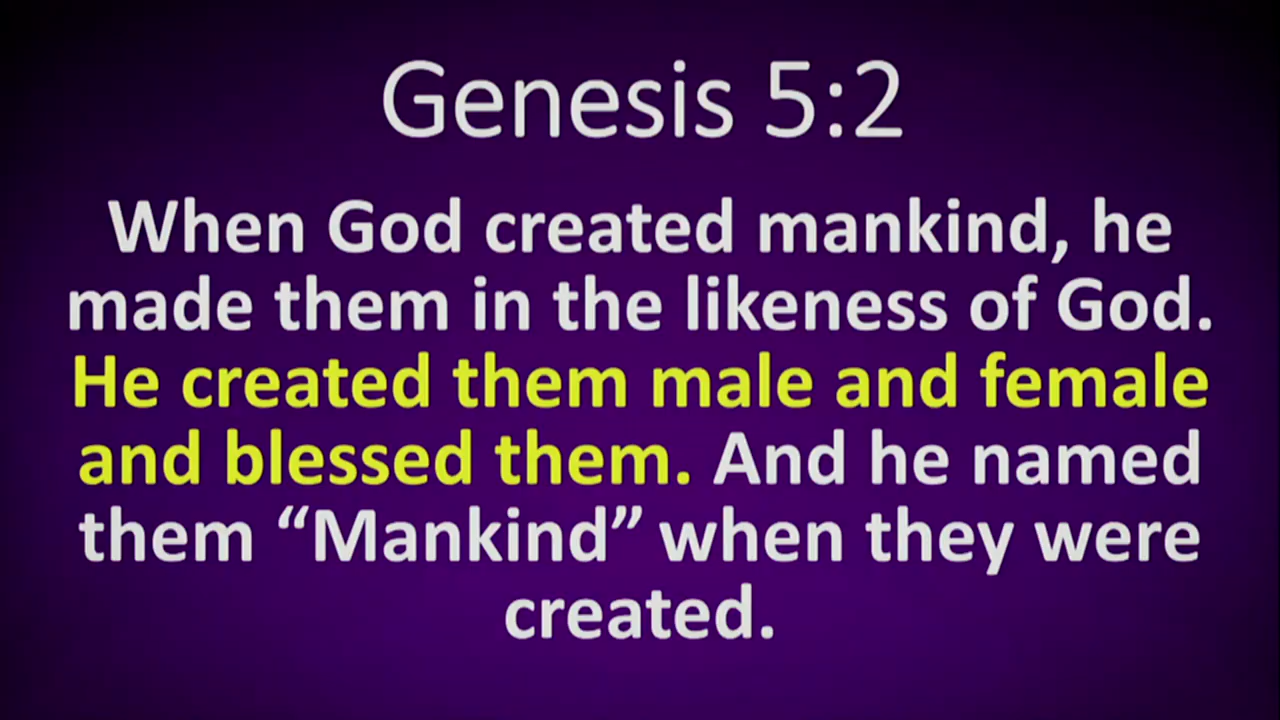 Genesis 5:2
When God created mankind, he
made them in the likeness of God.
He created them male and female
and blessed them. And he named
them “Mankind” when they were
created.